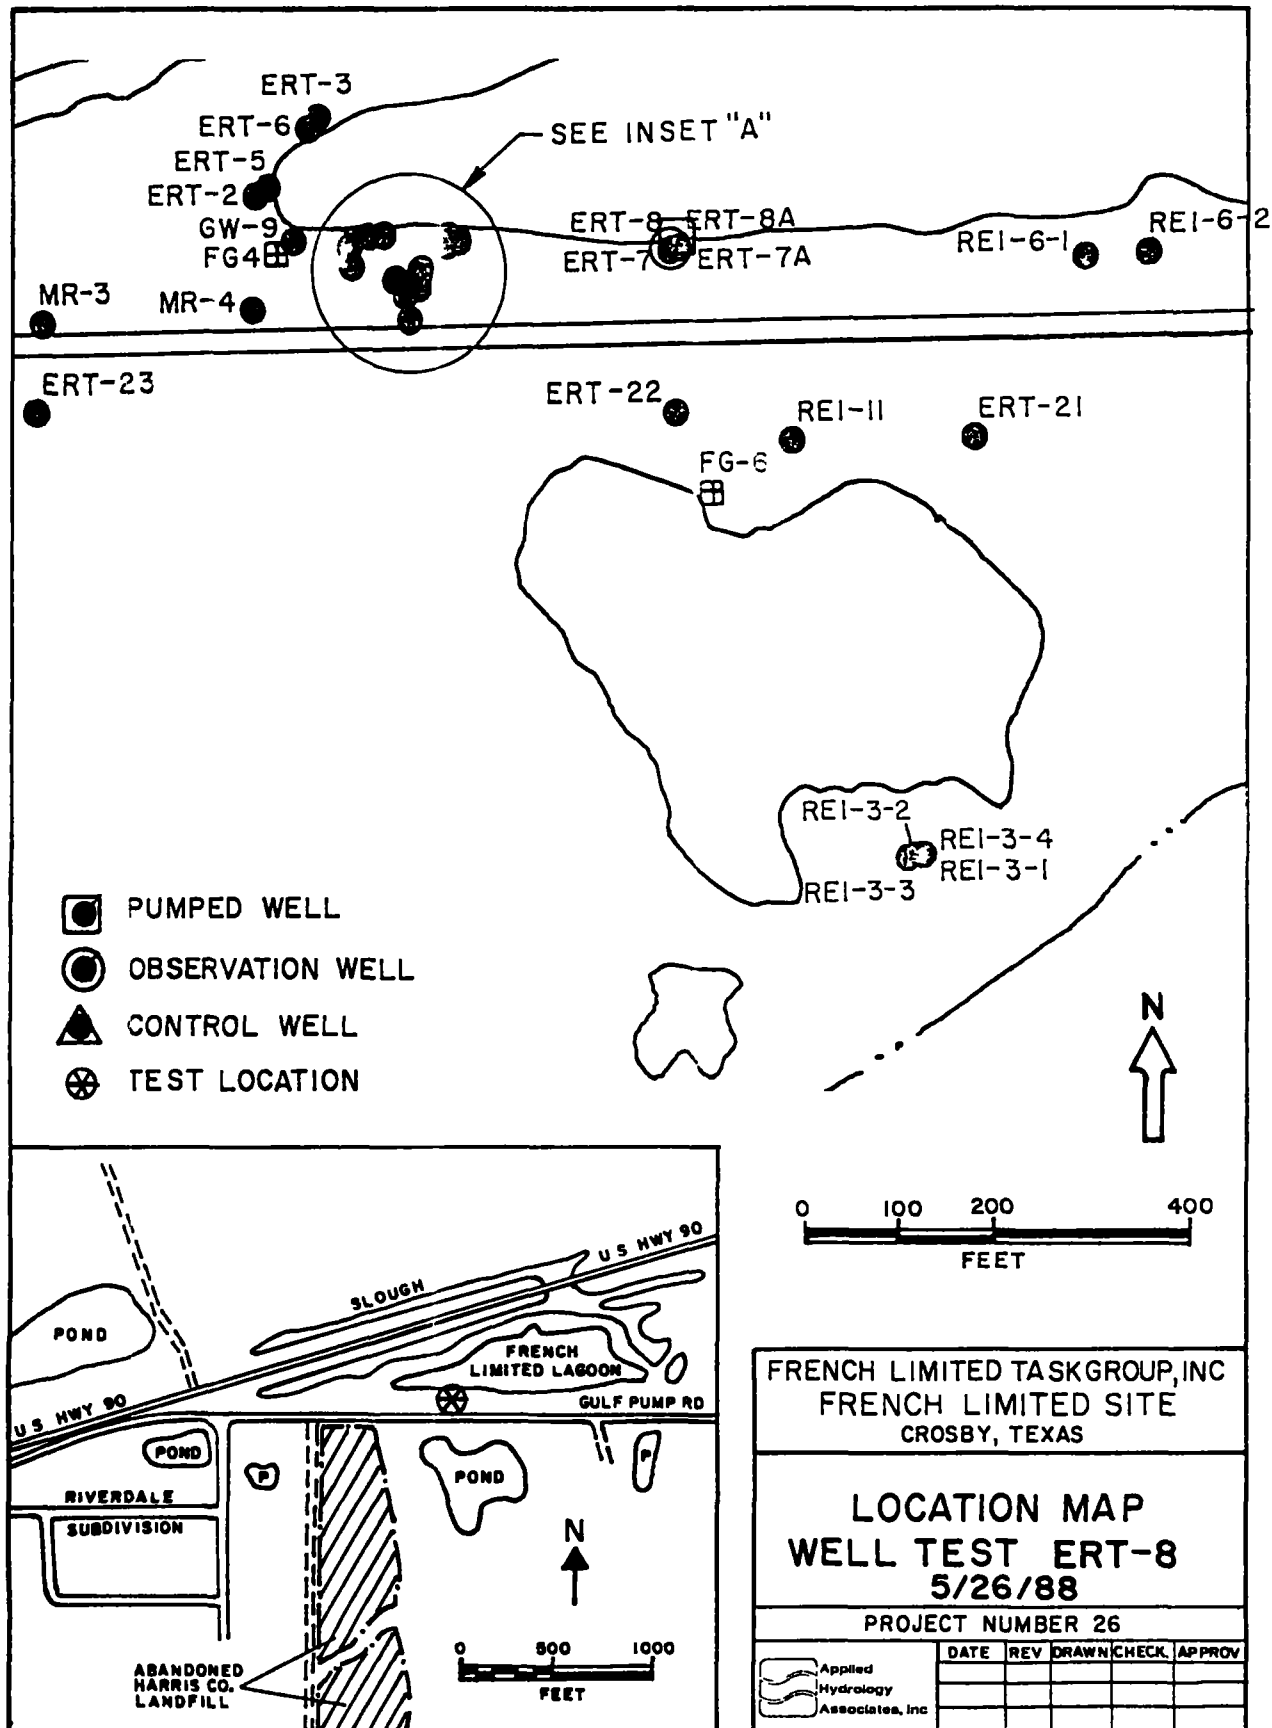 ERT-3
ERT-6
SEE INSET "A"
ERT-5
ERT-2
GW-9
FG4
ERT-8
ERT-8A
ERT-7
ERT-7A
REI-6-1
REI-6-2
MR-3
MR-4
ERT-23
ERT-22
REI-11
ERT-21
FG-6
REI-3-2
REI-3-4
REI-3-1
REI-3-3
PUMPED WELL
OBSERVATION WELL
CONTROL WELL
TEST LOCATION
N
0 100 200 400
FEET
U S HWY 90
SLOUGH
POND
FRENCH
LIMITED LAGOON
GULF PUMP RD
U S HWY 90
POND
P
POND
P
RIVERDALE
SUBDIVISION
N
ABANDONED
HARRIS CO.
LANDFILL
0 500 1000
FEET
FRENCH LIMITED TASKGROUP,INC
FRENCH LIMITED SITE
CROSBY, TEXAS
LOCATION MAP
WELL TEST ERT-8
5/26/88
PROJECT NUMBER 26
Applied
Hydrology
Associates, Inc
DATE REV DRAWN CHECK. APPROV